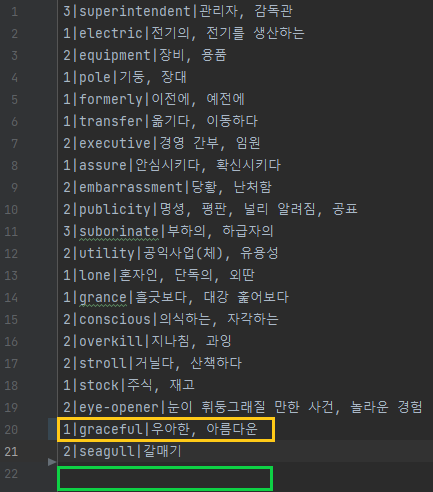 1 3|superintendent|관리자, 감독관
2 1|electric|전기의, 전기를 생산하는
3 2|equipment|장비, 용품
4 1|pole|기둥, 장대
5 1|formerly|이전에, 예전에
6 1|transfer|옮기다, 이동하다
7 2|executive|경영 간부, 임원
8 1|assure|안심시키다, 확신시키다
9 2|embarrassment|당황, 난처함
10 2|publicity|명성, 평판, 널리 알려짐, 공표
11 3|suborinate|부하의, 하급자의
12 2|utility|공익사업(체), 유용성
13 1|lone|혼자인, 단독의, 외딴
14 1|grance|흘긋보다, 대강 훑어보다
15 2|conscious|의식하는, 자각하는
16 2|overkill|지나침, 과잉
17 2|stroll|거닐다, 산책하다
18 1|stock|주식, 재고
19 2|eye-opener|눈이 휘둥그래질 만한 사건, 놀라운 경험
20 1|graceful|우아한, 아름다운
21 2|seagull|갈매기
22